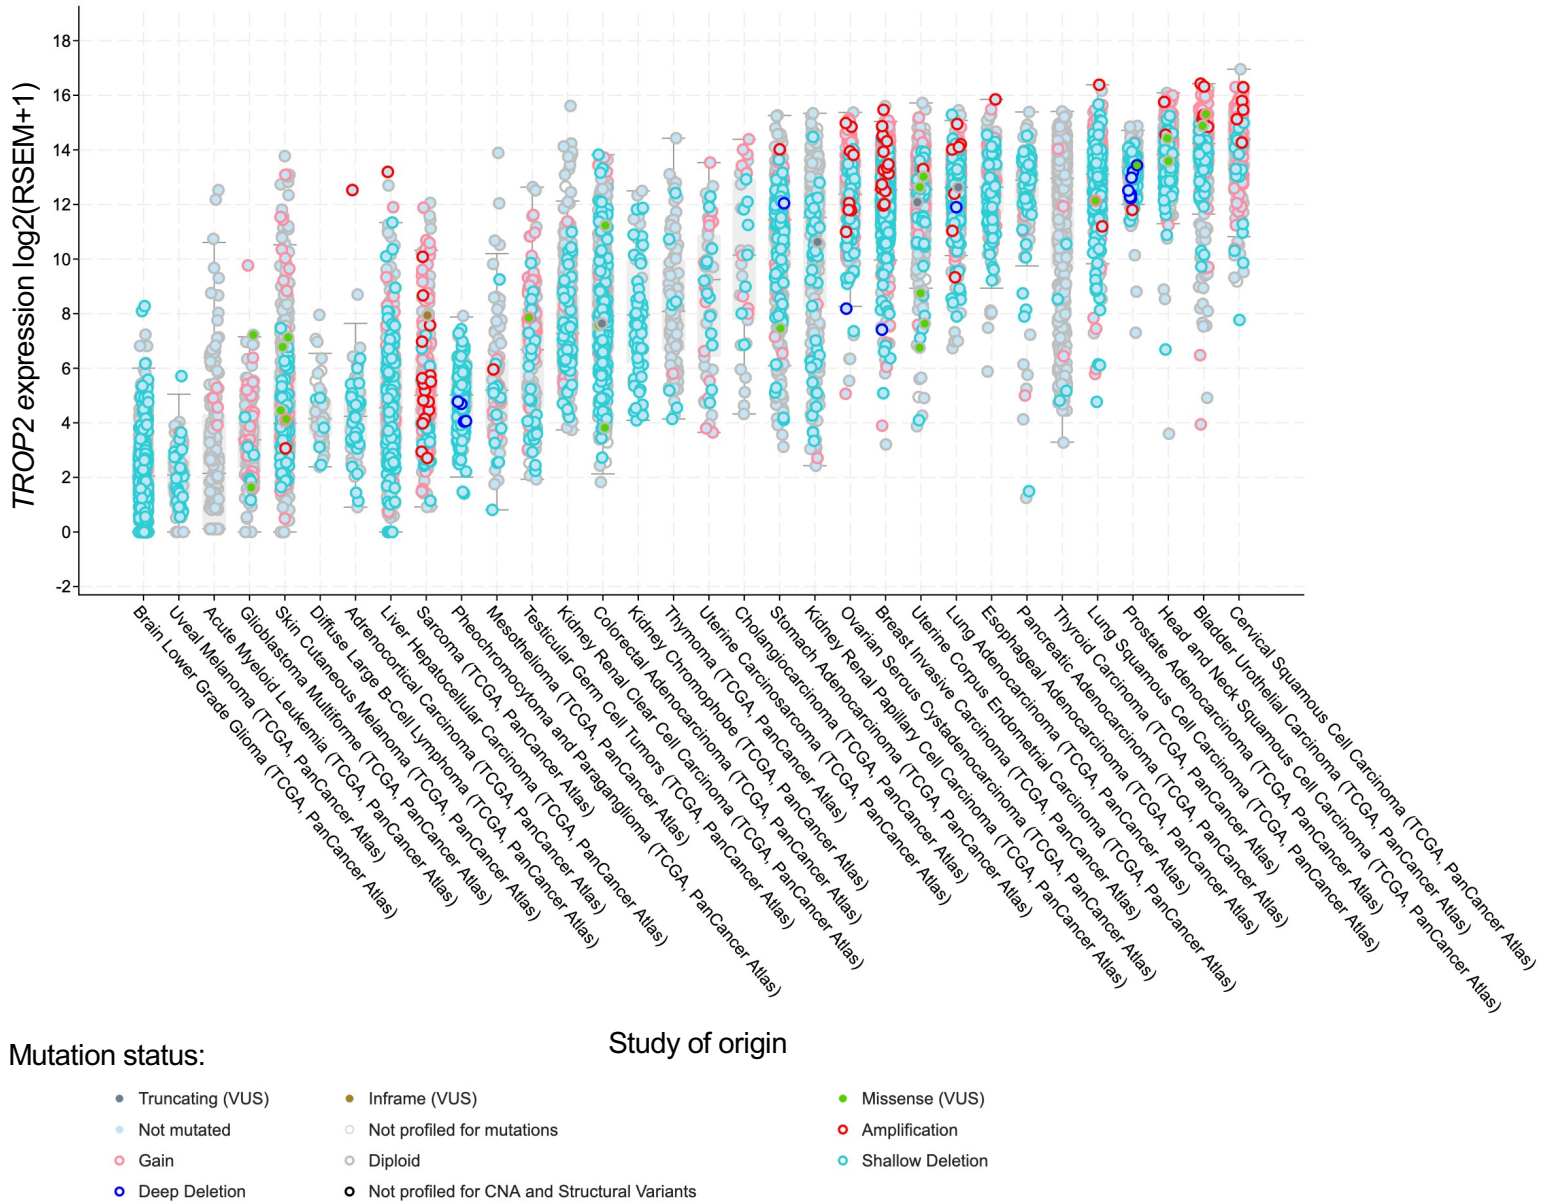 TROP2 expression log2(RSEM+1)
18
16
14
12
10
8
6
4
2
0
-2
Brain Lower Grade Glioma (TCGA, PanCancer Atlas)
Uveal Melanoma (TCGA, PanCancer Atlas)
Acute Myeloid Leukemia (TCGA, PanCancer Atlas)
Glioblastoma Multiforme (TCGA, PanCancer Atlas)
Skin Cutaneous Melanoma (TCGA, PanCancer Atlas)
Diffuse Large B-Cell Lymphoma (TCGA, PanCancer Atlas)
Adrenocortical Carcinoma (TCGA, PanCancer Atlas)
Liver Hepatocellular Carcinoma (TCGA, PanCancer Atlas)
Sarcoma (TCGA, PanCancer Atlas)
Pheochromocytoma and Paraganglioma (TCGA, PanCancer Atlas)
Mesothelioma (TCGA, PanCancer Atlas)
Testicular Germ Cell Tumors (TCGA, PanCancer Atlas)
Kidney Renal Clear Cell Carcinoma (TCGA, PanCancer Atlas)
Colorectal Adenocarcinoma (TCGA, PanCancer Atlas)
Kidney Chromophobe (TCGA, PanCancer Atlas)
Thymoma (TCGA, PanCancer Atlas)
Uterine Carcinosarcoma (TCGA, PanCancer Atlas)
Cholangiocarcinoma (TCGA, PanCancer Atlas)
Stomach Adenocarcinoma (TCGA, PanCancer Atlas)
Kidney Renal Papillary Cell Carcinoma (TCGA, PanCancer Atlas)
Ovarian Serous Cystadenocarcinoma (TCGA, PanCancer Atlas)
Breast Invasive Carcinoma (TCGA, PanCancer Atlas)
Uterine Corpus Endometrial Carcinoma (TCGA, PanCancer Atlas)
Lung Adenocarcinoma (TCGA, PanCancer Atlas)
Esophageal Adenocarcinoma (TCGA, PanCancer Atlas)
Pancreatic Adenocarcinoma (TCGA, PanCancer Atlas)
Thyroid Carcinoma (TCGA, PanCancer Atlas)
Lung Squamous Cell Carcinoma (TCGA, PanCancer Atlas)
Prostate Adenocarcinoma (TCGA, PanCancer Atlas)
Head and Neck Squamous Cell Carcinoma (TCGA, PanCancer Atlas)
Bladder Urothelial Carcinoma (TCGA, PanCancer Atlas)
Cervical Squamous Cell Carcinoma (TCGA, PanCancer Atlas)
Study of origin
Mutation status:
Truncating (VUS) Inframe (VUS) Missense (VUS)
Not mutated Not profiled for mutations Amplification
Gain Diploid Shallow Deletion
Deep Deletion Not profiled for CNA and Structural Variants